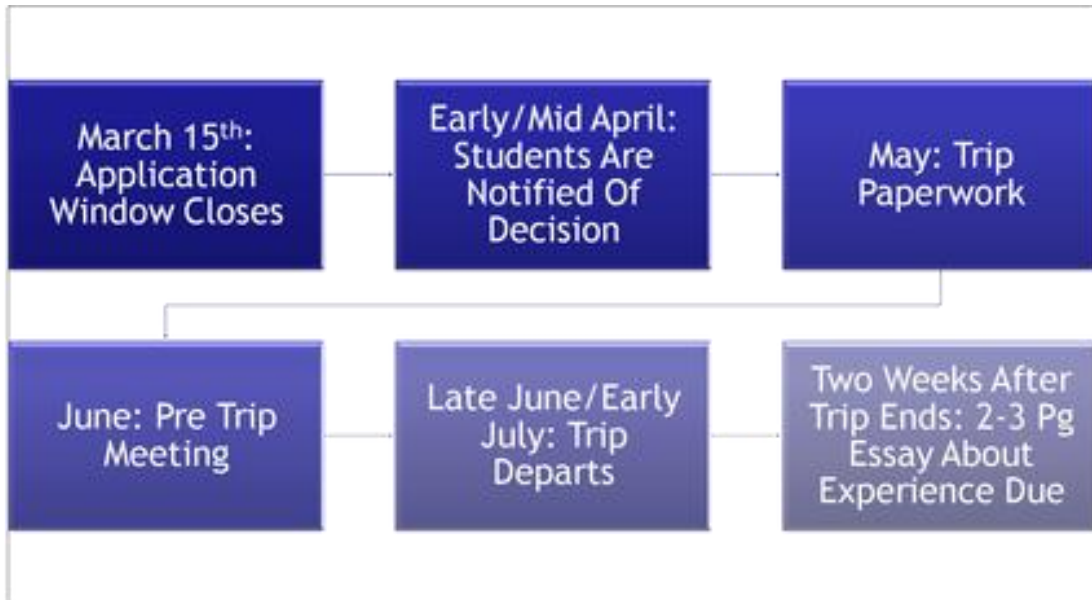 March 15th:
Application
Window Closes
Early/Mid April:
Students Are
Notified Of
Decision
May: Trip
Paperwork
June: Pre Trip
Meeting
Late June/Early
July: Trip
Departs
Two Weeks After
Trip Ends: 2-3 Pg
Essay About
Experience Due